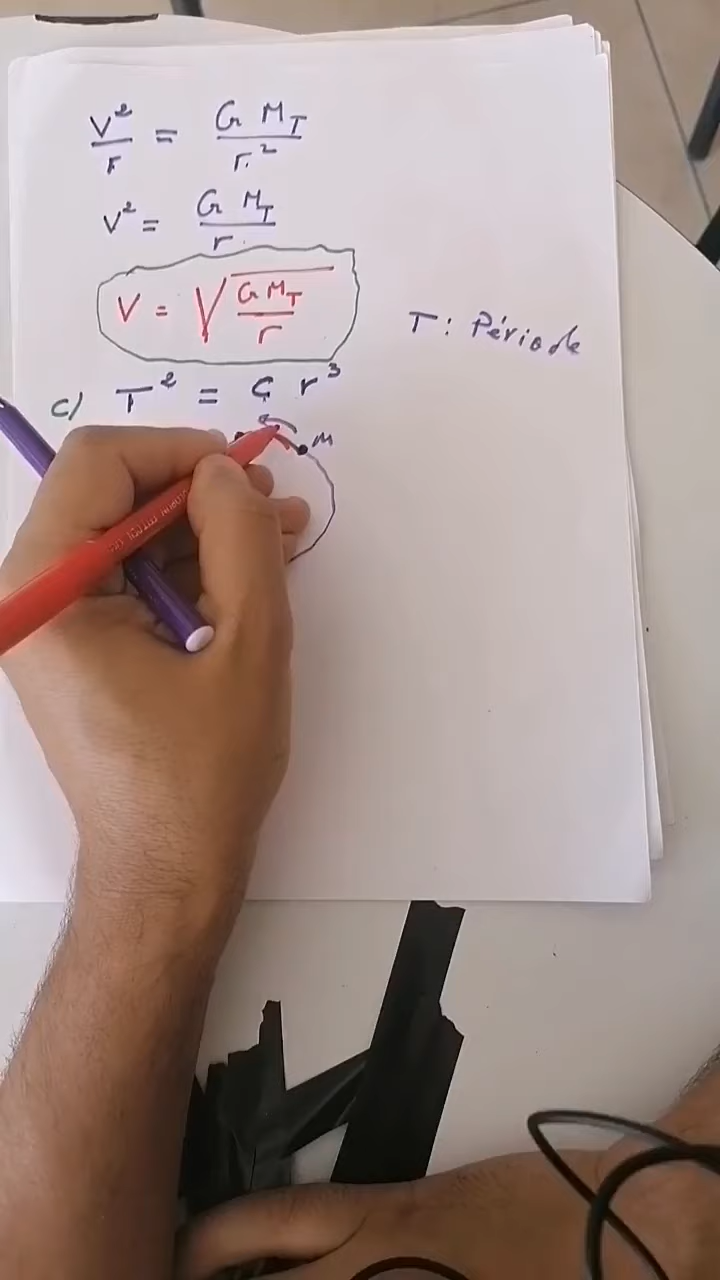 V²/r = G M_T/r²
V² = G M_T/r
V = √(G M_T/r)
T : Période
c) T² = C r³
M